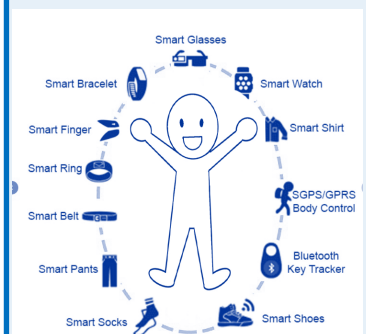 Smart Glasses
Smart Bracelet
Smart Watch
Smart Finger
Smart Shirt
Smart Ring
SGPS/GPRS
Body Control
Smart Belt
Smart Pants
Bluetooth
Key Tracker
Smart Socks
Smart Shoes